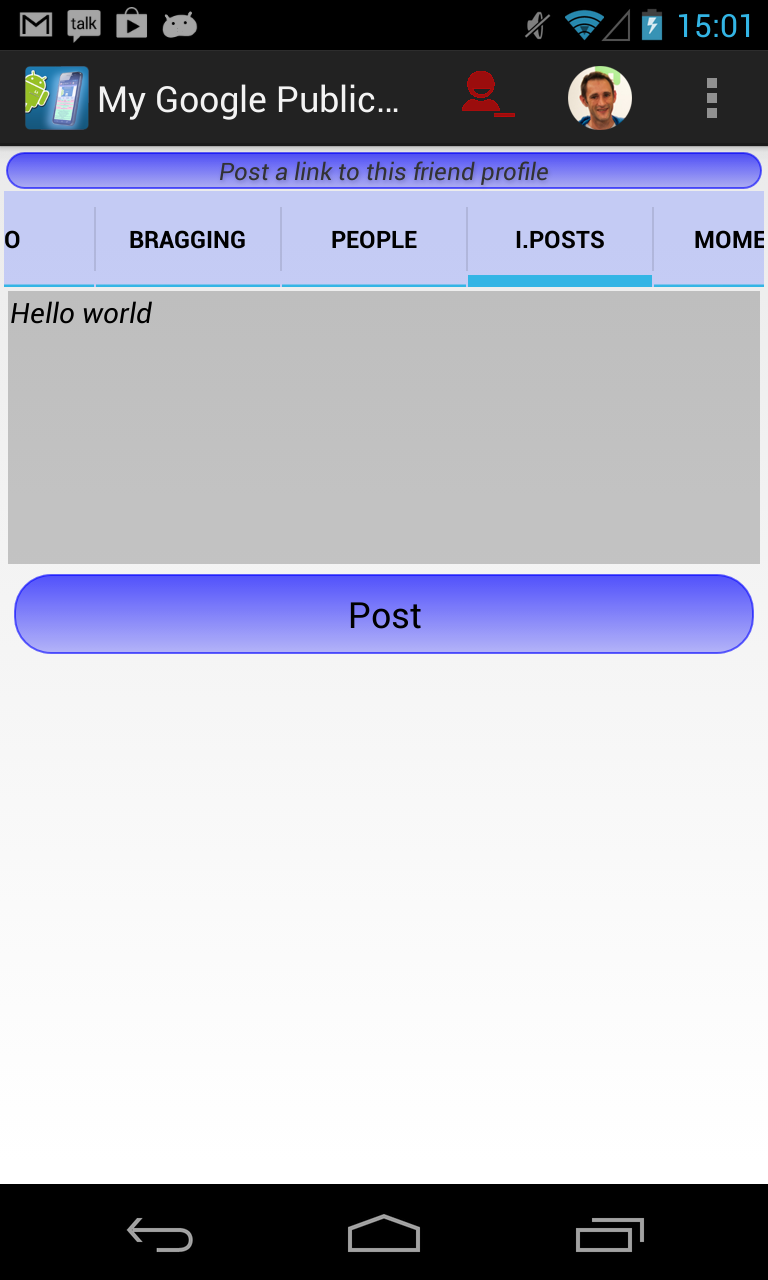 talk
15:01
My Google Public...
Post a link to this friend profile
O
BRAGGING
PEOPLE
I.POSTS
MOME
Hello world
Post